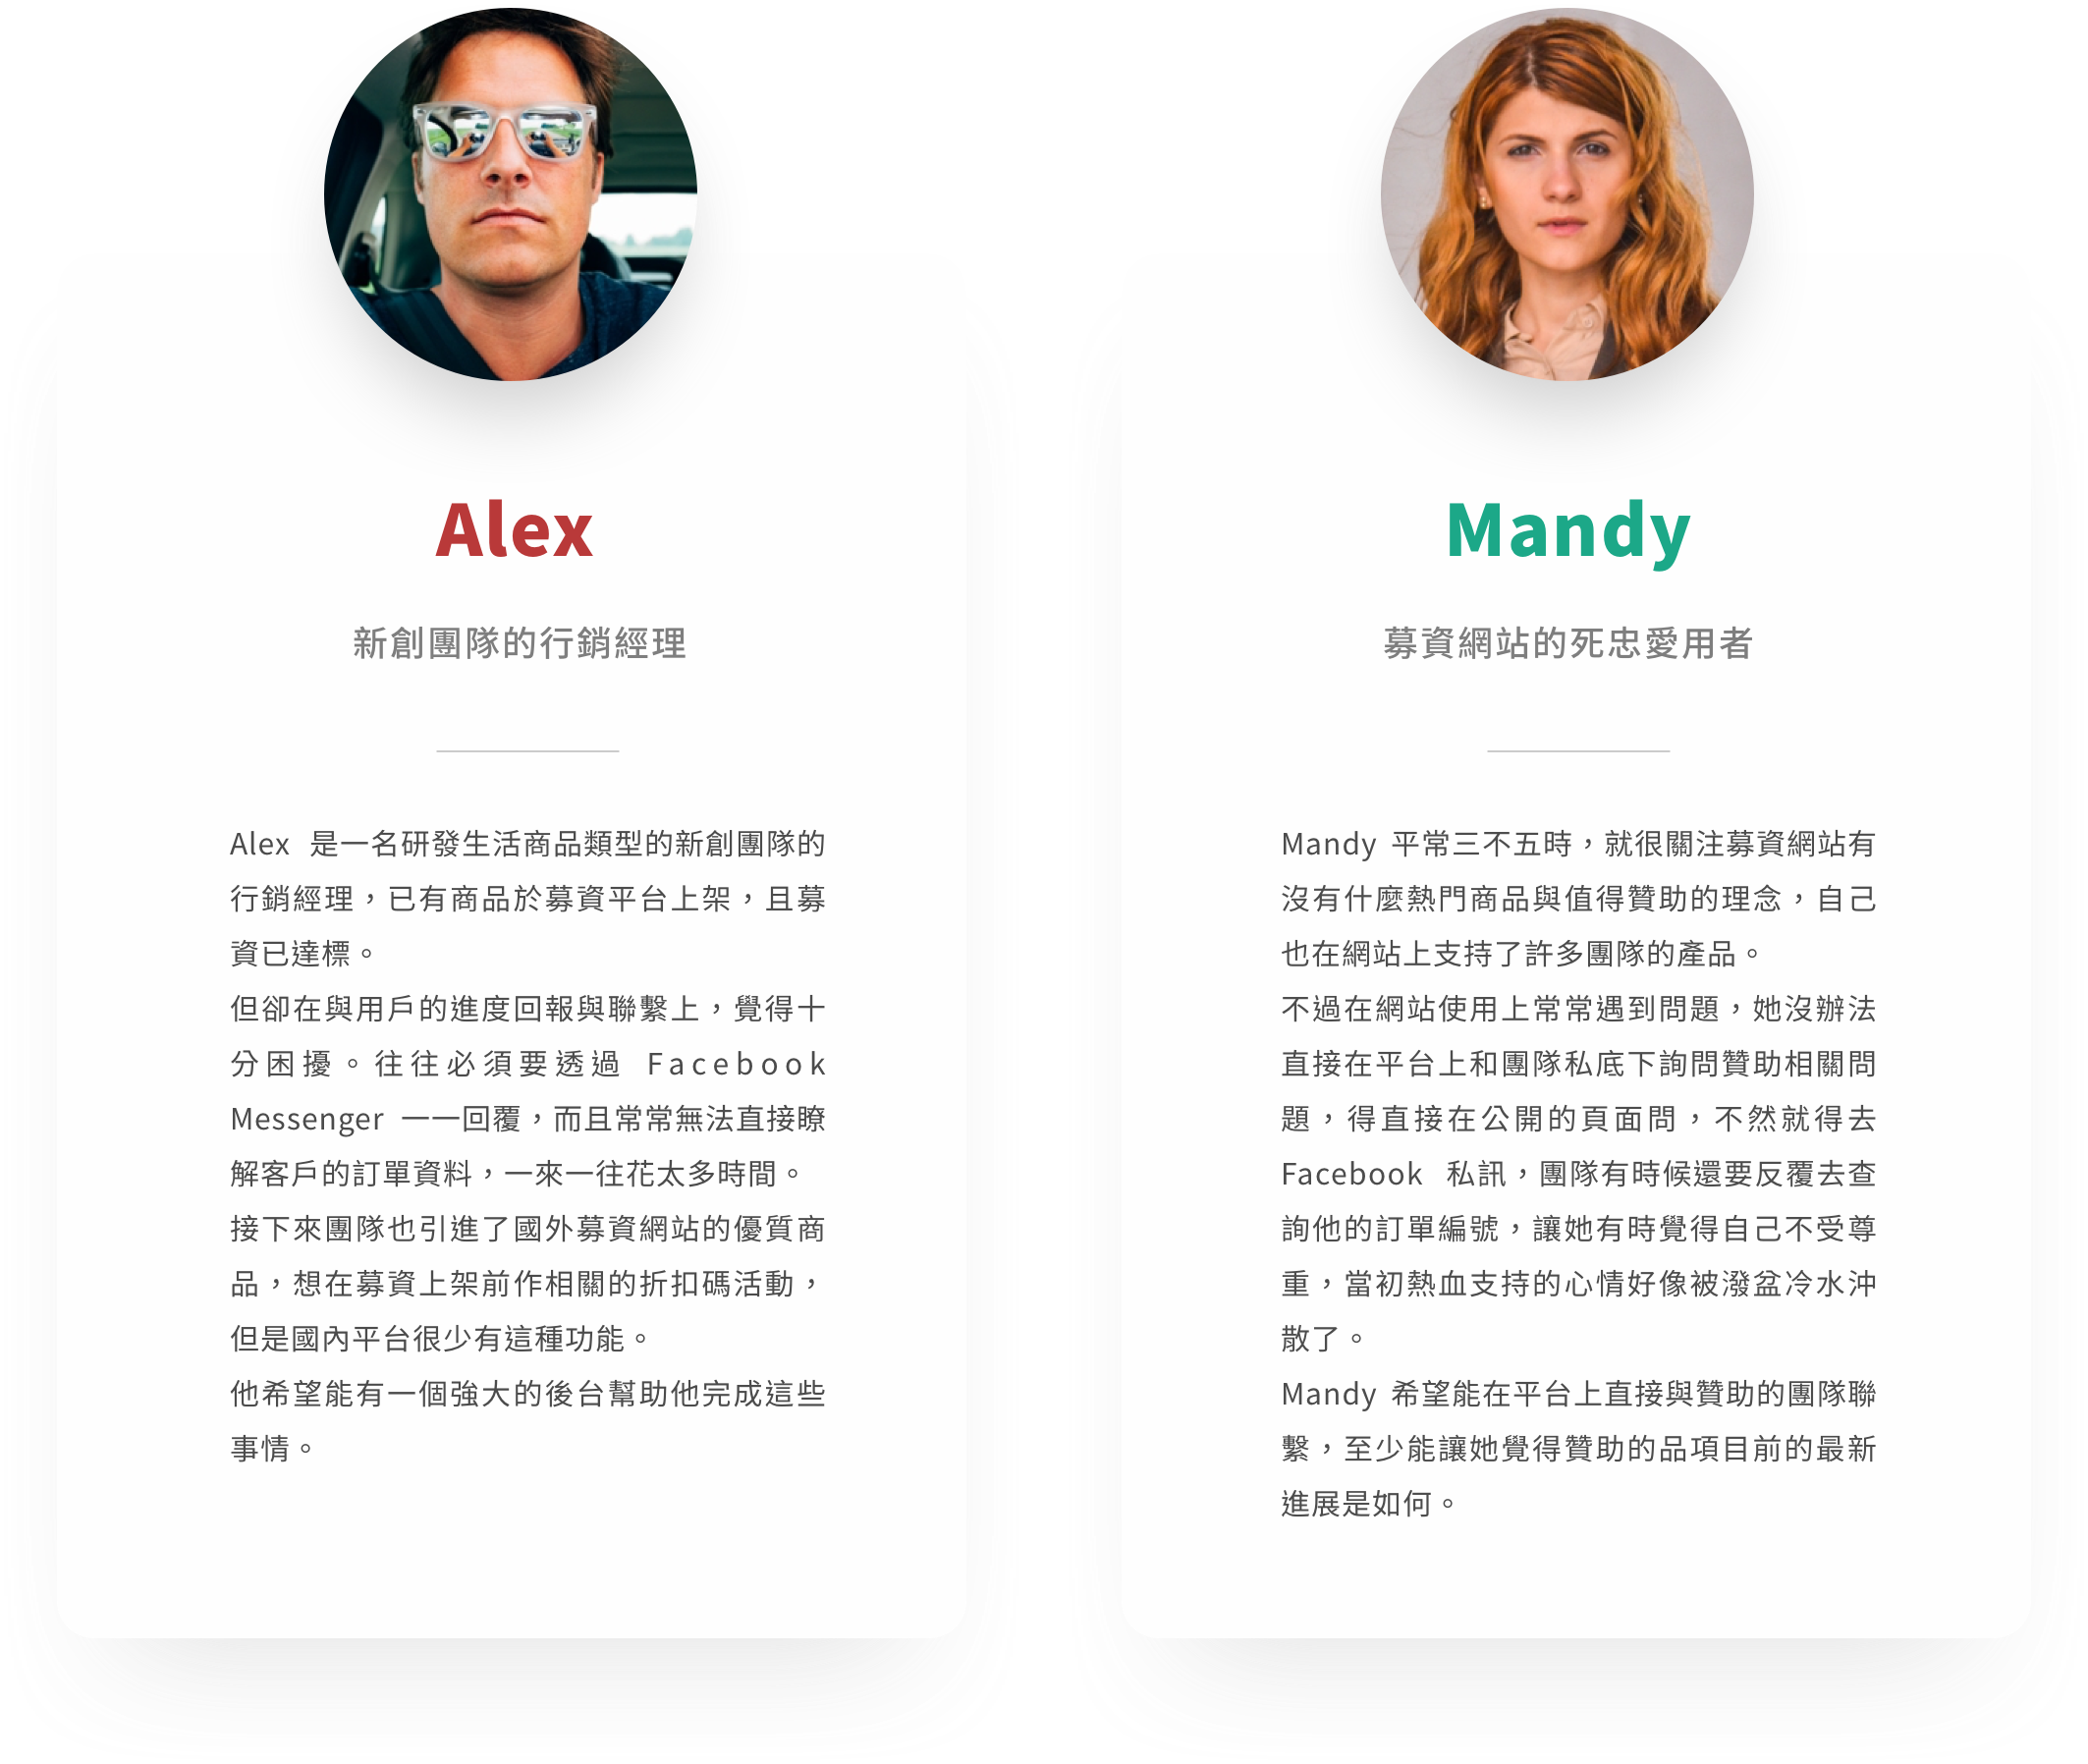 Alex
新創團隊的行銷經理
Alex 是一名研發生活商品類型的新創團隊的
行銷經理，已有商品於募資平台上架，且募
資已達標。
但卻在與用戶的進度回報與聯繫上，覺得十
分困擾。往往必須要透過 Facebook
Messenger 一一回覆，而且常常無法直接瞭
解客戶的訂單資料，一來一往花太多時間。
接下來團隊也引進了國外募資網站的優質商
品，想在募資上架前作相關的折扣碼活動，
但是國內平台很少有這種功能。
他希望能有一個強大的後台幫助他完成這些
事情。
Mandy
募資網站的死忠愛用者
Mandy 平常三不五時，就很關注募資網站有
沒有什麼熱門商品與值得贊助的理念，自己
也在網站上支持了許多團隊的產品。
不過在網站使用上常常遇到問題，她沒辦法
直接在平台上和團隊私底下詢問贊助相關問
題，得直接在公開的頁面問，不然就得去
Facebook 私訊，團隊有時候還要反覆去查
詢他的訂單編號，讓她有時覺得自己不受尊
重，當初熱血支持的心情好像被潑盆冷水沖
散了。
Mandy 希望能在平台上直接與贊助的團隊聯
繫，至少能讓她覺得贊助的品項目前的最新
進展是如何。